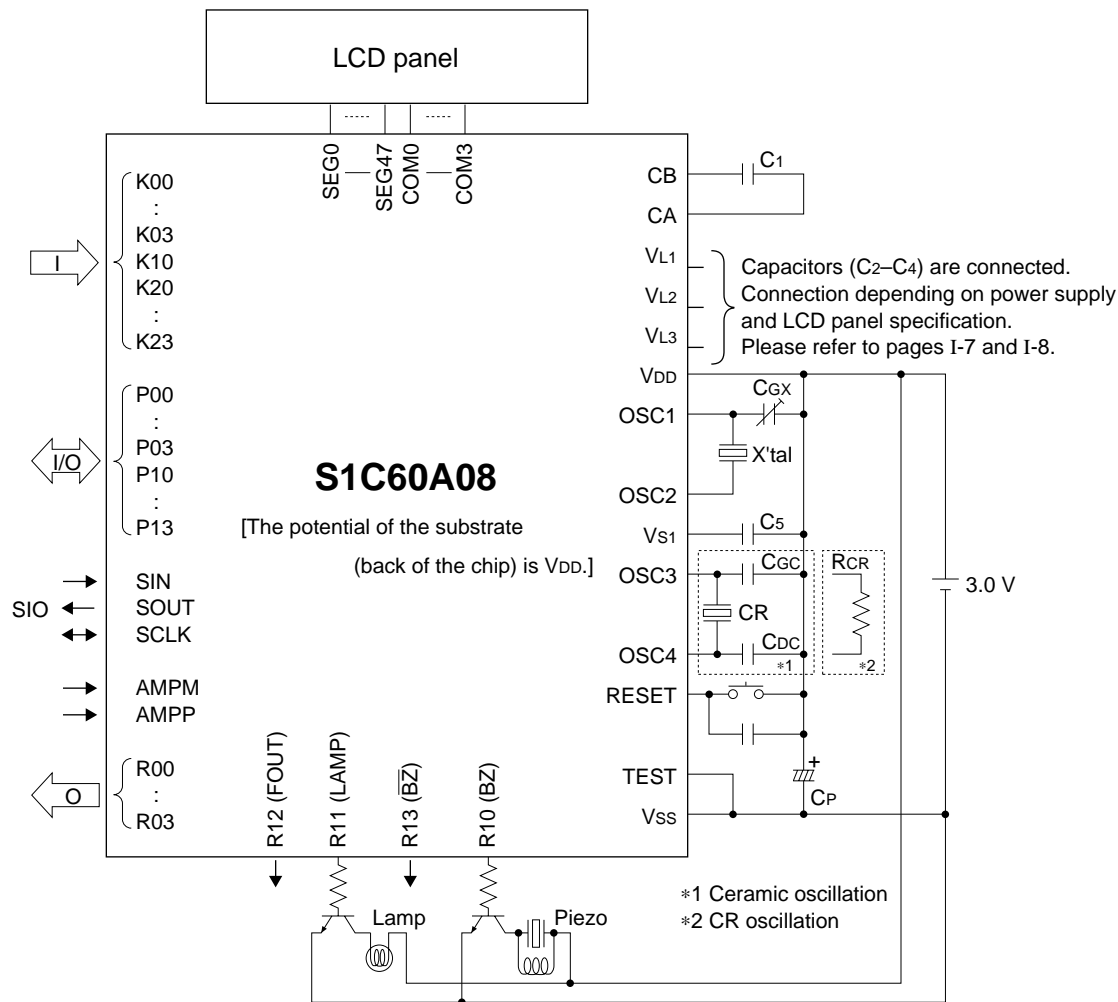 LCD panel
SEG0
SEG47
COM0
COM3
K00
:
K03
K10
K20
:
K23
I
P00
:
P03
P10
:
P13
I/O
SIN
SIO
SOUT
SCLK
AMPM
AMPP
R00
:
R03
O
S1C60A08
[The potential of the substrate
(back of the chip) is VDD.]
CB
C1
CA
VL1
VL2
VL3
Capacitors (C2–C4) are connected.
Connection depending on power supply
and LCD panel specification.
Please refer to pages I-7 and I-8.
VDD
OSC1
CGX
X'tal
OSC2
VS1
C5
OSC3
CGC
CR
OSC4
CDC
*1
RCR
*2
3.0 V
RESET
TEST
+
CP
VSS
R12 (FOUT)
R11 (LAMP)
R13 (B̅Z̅)
R10 (BZ)
Lamp
Piezo
*1 Ceramic oscillation
*2 CR oscillation